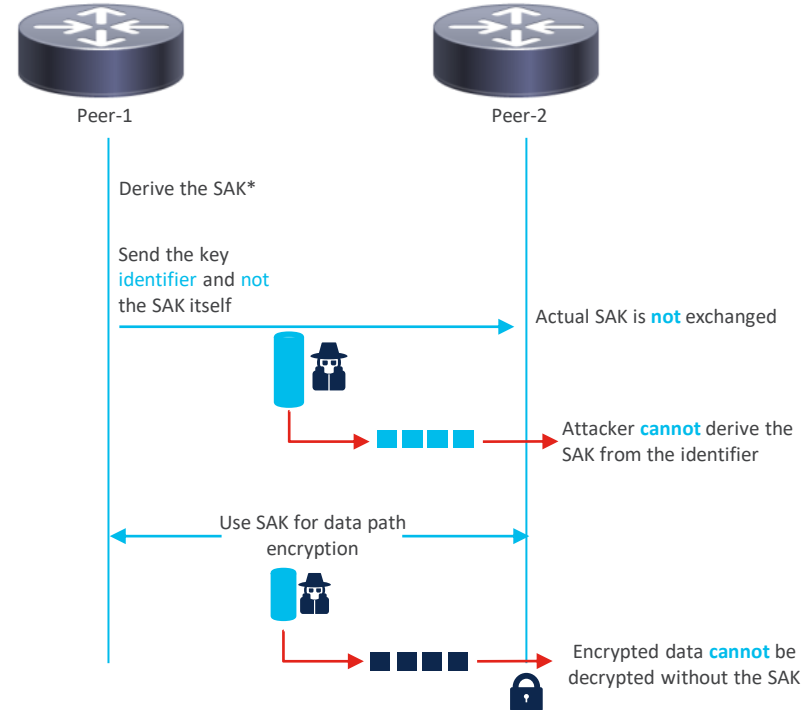 Peer-1
Peer-2
Derive the SAK*
Send the key
identifier and not
the SAK itself
Actual SAK is not exchanged
Attacker cannot derive the
SAK from the identifier
Use SAK for data path
encryption
Encrypted data cannot be
decrypted without the SAK